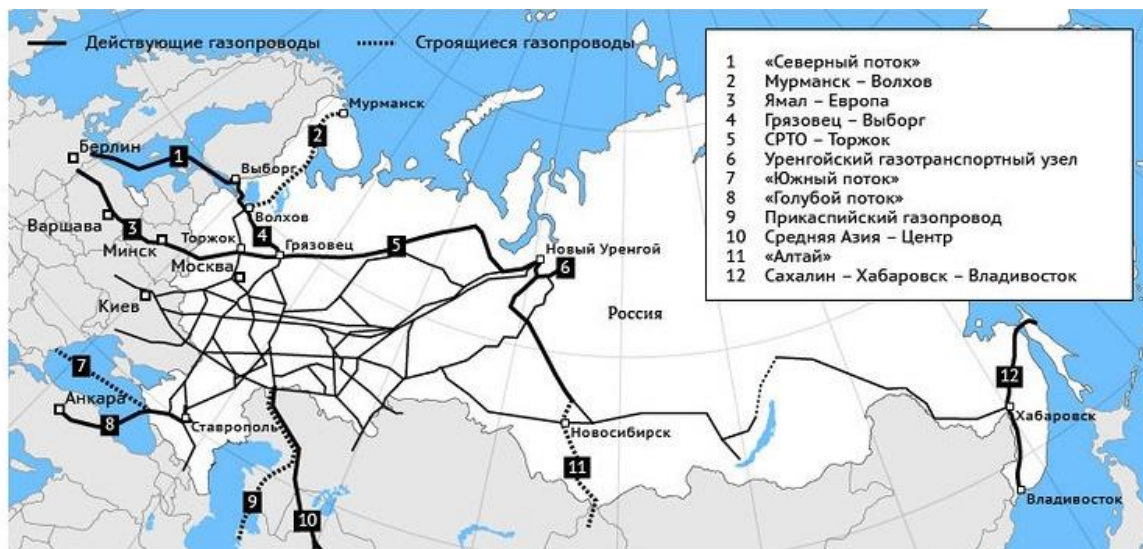 Действующие газопроводы
Строящиеся газопроводы
1 «Северный поток»
2 Мурманск – Волхов
3 Ямал – Европа
4 Грязовец – Выборг
5 СРТО – Торжок
6 Уренгойский газотранспортный узел
7 «Южный поток»
8 «Голубой поток»
9 Прикаспийский газопровод
10 Средняя Азия – Центр
11 «Алтай»
12 Сахалин – Хабаровск – Владивосток
Мурманск
2
Берлин
1
Выборг
Волхов
Варшава
3
Минск
Торжок
4
Грязовец
5
Новый Уренгой
6
Москва
Киев
Россия
7
Анкара
8
Ставрополь
Новосибирск
12
Хабаровск
11
9
10
Владивосток